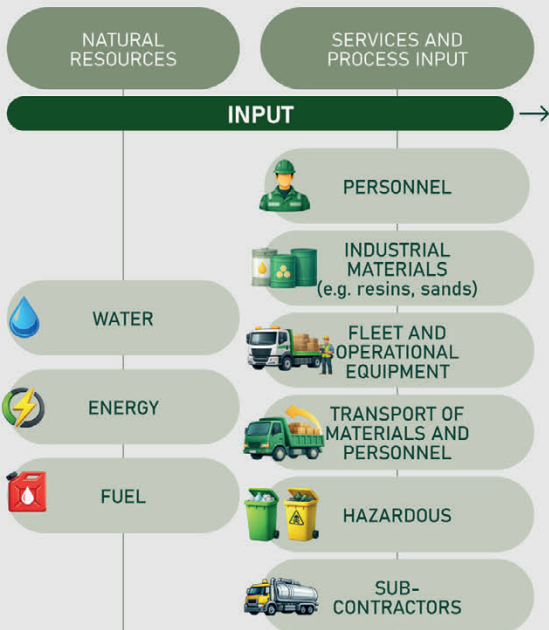 NATURAL
RESOURCES
SERVICES AND
PROCESS INPUT
INPUT
PERSONNEL
INDUSTRIAL
MATERIALS
(e.g. resins, sands)
WATER
FLEET AND
OPERATIONAL
EQUIPMENT
ENERGY
TRANSPORT OF
MATERIALS AND
PERSONNEL
FUEL
HAZARDOUS
SUB-
CONTRACTORS